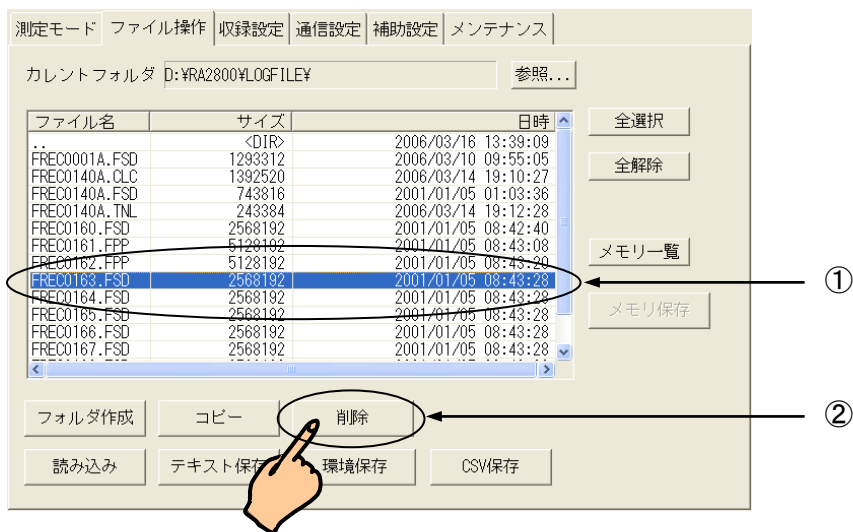 測定モード ファイル操作 収録設定 通信設定 補助設定 メンテナンス
カレントフォルダ D:¥RA2800¥LOGFILE¥ 参照...
ファイル名 サイズ 日時
.. <DIR> 2006/03/16 13:39:09
FREC0001A.FSD 1293312 2006/03/10 09:55:05
FREC0140A.CLC 1392520 2006/03/14 19:10:27
FREC0140A.FSD 743816 2001/01/05 01:03:36
FREC0140A.TNL 243384 2006/03/14 19:12:28
FREC0160.FSD 2568192 2001/01/05 08:42:40
FREC0161.FPP 5128192 2001/01/05 08:43:08
FREC0162.FPP 5128192 2001/01/05 08:43:20
FREC0163.FSD 2568192 2001/01/05 08:43:28
FREC0164.FSD 2568192 2001/01/05 08:43:28
FREC0165.FSD 2568192 2001/01/05 08:43:28
FREC0166.FSD 2568192 2001/01/05 08:43:28
FREC0167.FSD 2568192 2001/01/05 08:43:28
全選択
全解除
メモリ一覧
メモリ保存
①
フォルダ作成 コピー 削除
②
読み込み テキスト保存 環境保存 CSV保存